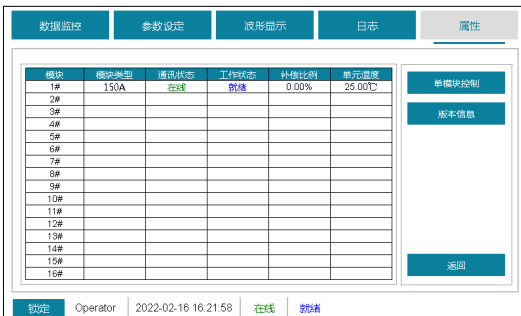 数据监控 参数设定 波形显示 日志 属性
模块 模块类型 通讯状态 工作状态 补偿比例 单元温度
1# 150A 在线 就绪 0.00% 25.00℃
2#
3#
4#
5#
6#
7#
8#
9#
10#
11#
12#
13#
14#
15#
16#
单模块控制
版本信息
返回
锁定 Operator 2022-02-16 16:21:58 在线 就绪